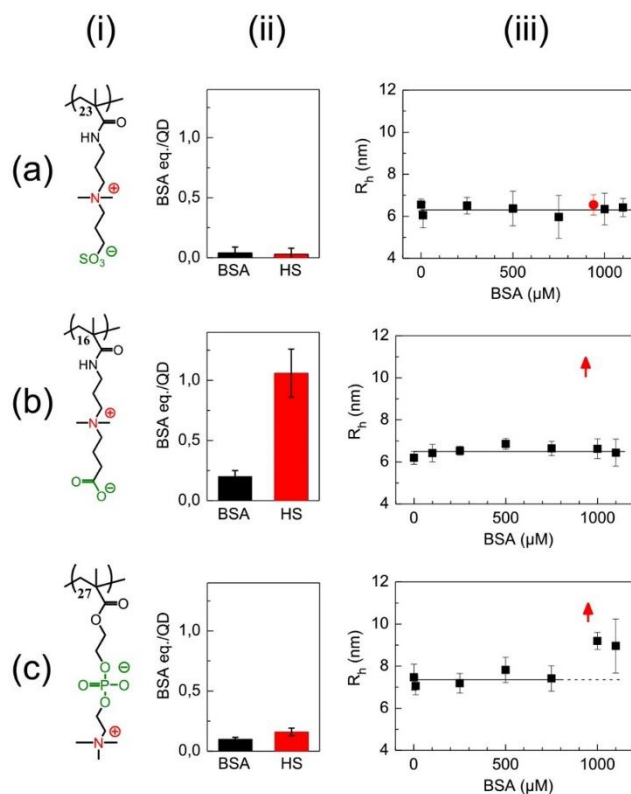 (i) (ii) (iii)
(a)
23
O
HN
N
⊕
SO₃
⊖
BSA eq./QD
1,0
0,5
0,0
BSA HS
R_h (nm)
12
10
8
6
4
0 500 1000
BSA (µM)
(b)
16
O
HN
N
⊕
O
O
⊖
BSA eq./QD
1,0
0,5
0,0
BSA HS
R_h (nm)
12
10
8
6
4
0 500 1000
BSA (µM)
(c)
27
O
O
O
⊖
O
P
O
O
N
⊕
BSA eq./QD
1,0
0,5
0,0
BSA HS
R_h (nm)
12
10
8
6
4
0 500 1000
BSA (µM)